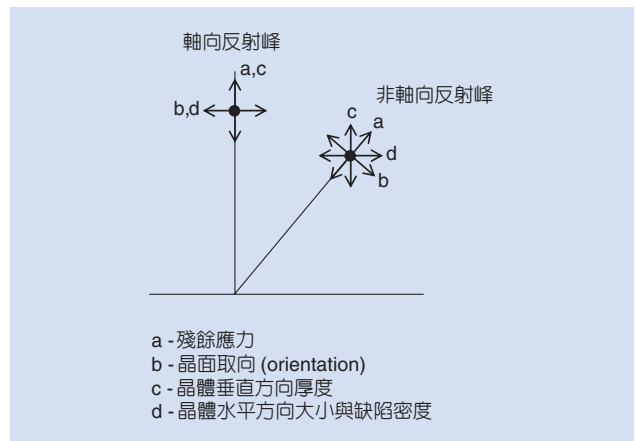 軸向反射峰
a,c
b,d
非軸向反射峰
c
a
d
b
a - 殘餘應力
b - 晶面取向 (orientation)
c - 晶體垂直方向厚度
d - 晶體水平方向大小與缺陷密度